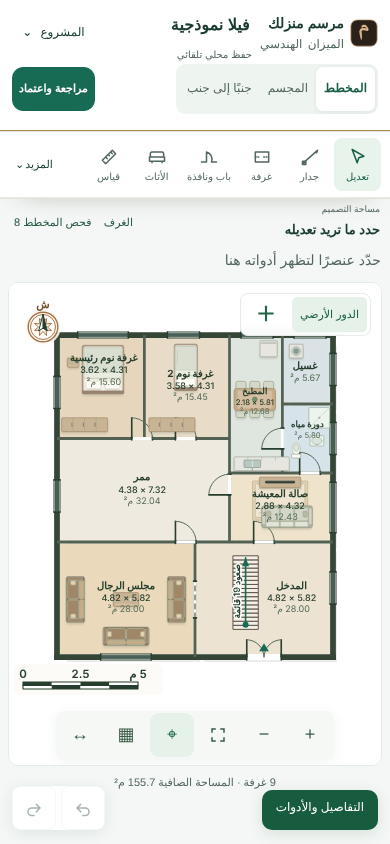 مرسم منزلك
الميزان الهندسي
فيلا نموذجية
حفظ محلي تلقائي
المشروع
المخطط
المجسم
جنبًا إلى جنب
مراجعة واعتماد
تعديل
جدار
غرفة
باب ونافذة
الأثاث
قياس
المزيد
مساحة التصميم
حدد ما تريد تعديله
الغرف
فحص المخطط 8
حدّد عنصرًا لتظهر أدواته هنا
الدور الأرضي
ش
غرفة نوم رئيسية
3.62 × 4.31
15.60 م²
غرفة نوم 2
3.58 × 4.31
15.45 م²
المطبخ
2.18 × 5.81
12.68 م²
غسيل
5.67 م²
دورة مياه
5.80 م²
ممر
4.38 × 7.32
32.04 م²
صالة المعيشة
2.88 × 4.32
12.43 م²
مجلس الرجال
4.82 × 5.82
28.00 م²
صعود 19 قائمة
المدخل
4.82 × 5.82
28.00 م²
0 2.5 5 م
9 غرفة · المساحة الصافية 155.7 م²
التفاصيل والأدوات